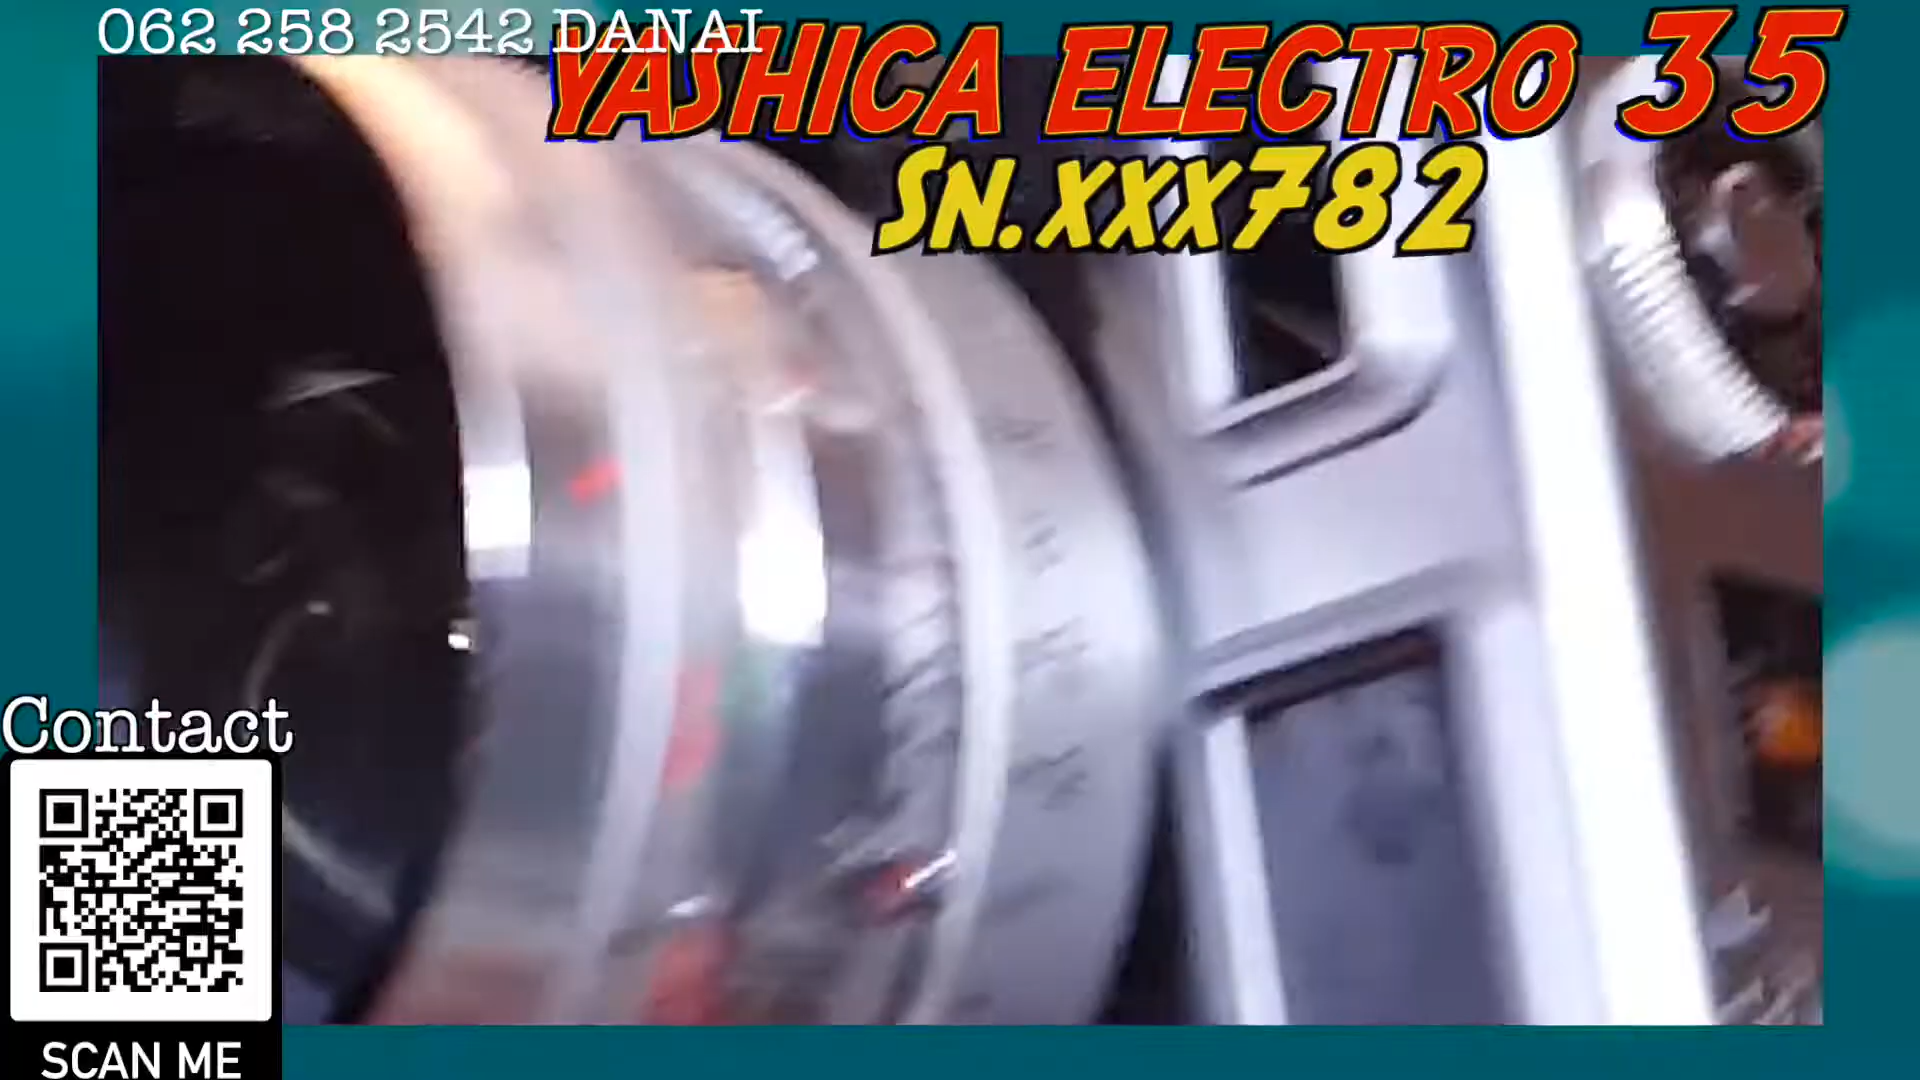 062 258 2542 DANAI
YASHICA ELECTRO 35
SN.XXX782
Contact
SCAN ME